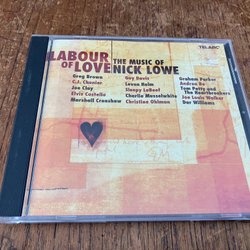 TELARC
LABOUR
OF LOVE
THE MUSIC OF
NICK LOWE
Greg Brown
C.J. Chenier
Joe Clay
Elvis Costello
Marshall Crenshaw
Guy Davis
Levon Helm
Sleepy LaBeef
Charlie Musselwhite
Christine Ohlman
Graham Parker
Andrea Re
Tom Petty and
The Heartbreakers
Joe Louis Walker
Dar Williams